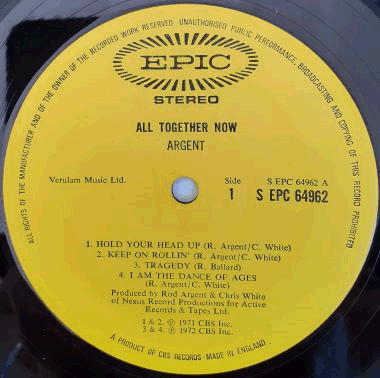 ALL RIGHTS OF THE MANUFACTURER AND OF THE OWNER OF THE RECORDED WORK RESERVED · UNAUTHORISED PUBLIC PERFORMANCE, BROADCASTING AND COPYING OF THIS RECORD PROHIBITED
EPIC
STEREO
ALL TOGETHER NOW
ARGENT
Verulam Music Ltd. Side S EPC 64962 A
1 S EPC 64962
1. HOLD YOUR HEAD UP (R. Argent/C. White)
2. KEEP ON ROLLIN' (R. Argent/C. White)
3. TRAGEDY (R. Ballard)
4. I AM THE DANCE OF AGES
(R. Argent/C. White)
Produced by Rod Argent & Chris White
of Nexus Record Productions for Active
Records & Tapes Ltd.
1 & 2. ℗ 1971 CBS Inc.
3 & 4. ℗ 1972 CBS Inc.
A PRODUCT OF CBS RECORDS · MADE IN ENGLAND ·